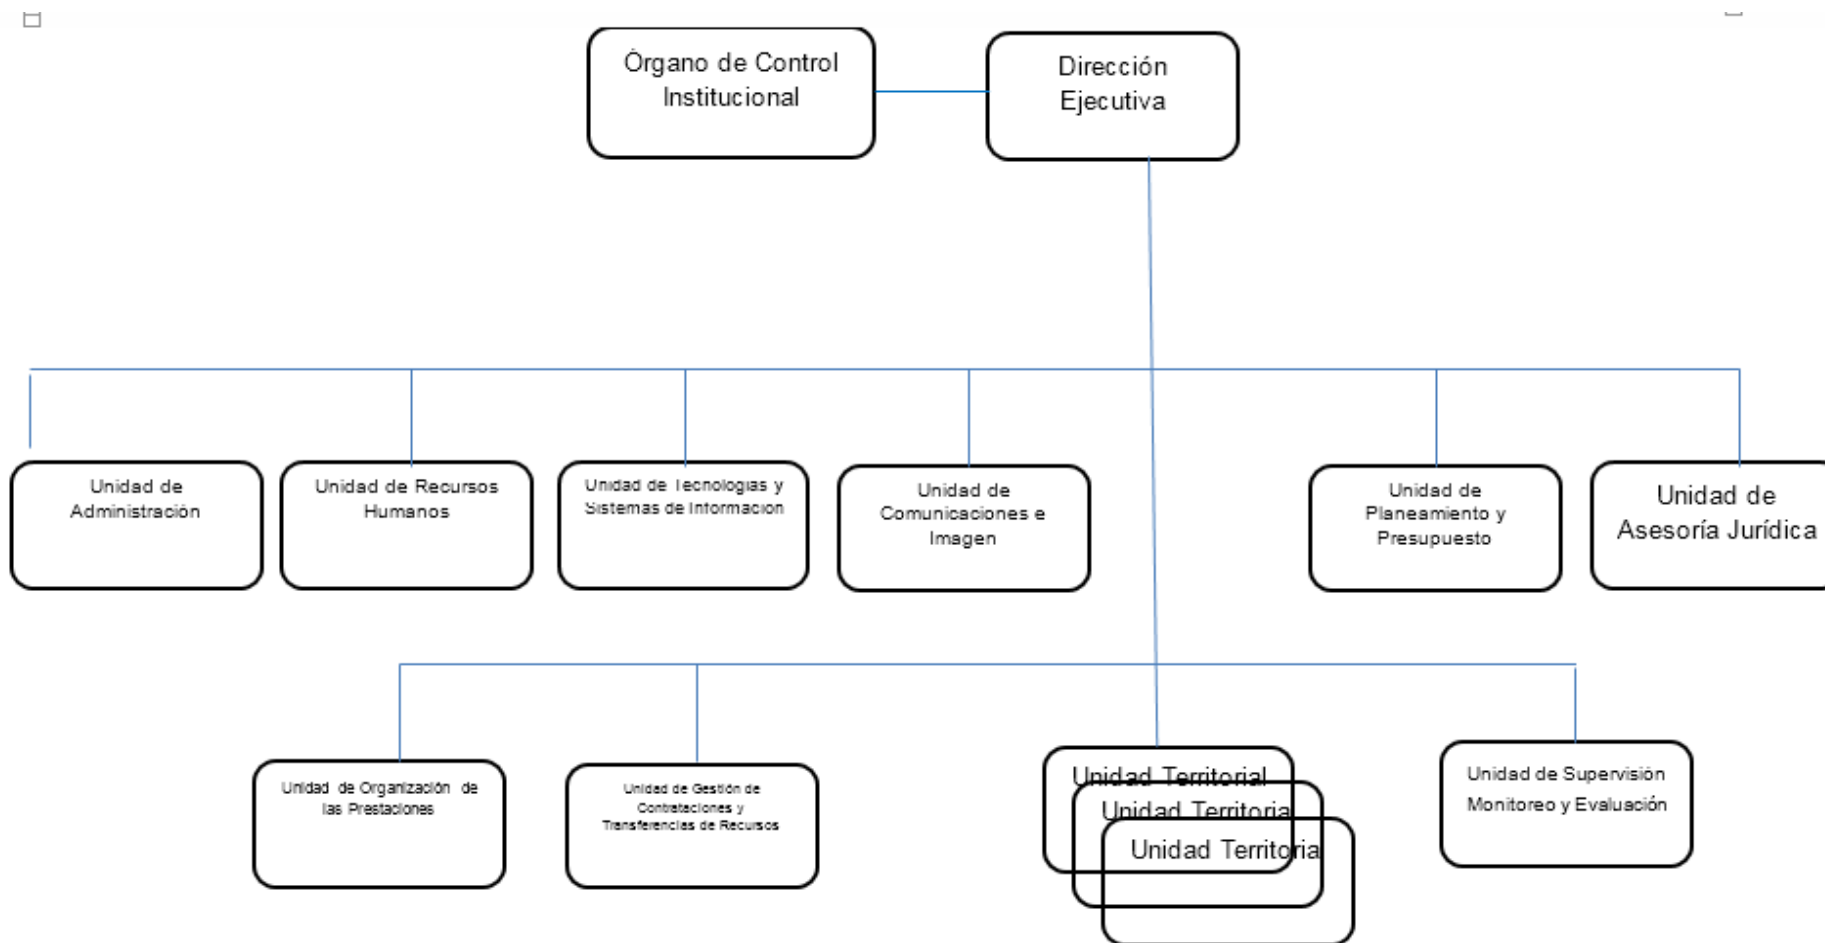 Órgano de Control
Institucional
Dirección
Ejecutiva
Unidad de
Administración
Unidad de Recursos
Humanos
Unidad de Tecnologías y
Sistemas de Información
Unidad de
Comunicaciones e
Imagen
Unidad de
Planeamiento y
Presupuesto
Unidad de
Asesoría Jurídica
Unidad de Organización de
las Prestaciones
Unidad de Gestión de
Contrataciones y
Transferencias de Recursos
Unidad Territorial
Unidad Territoria
Unidad Territoria
Unidad de Supervisión
Monitoreo y Evaluación